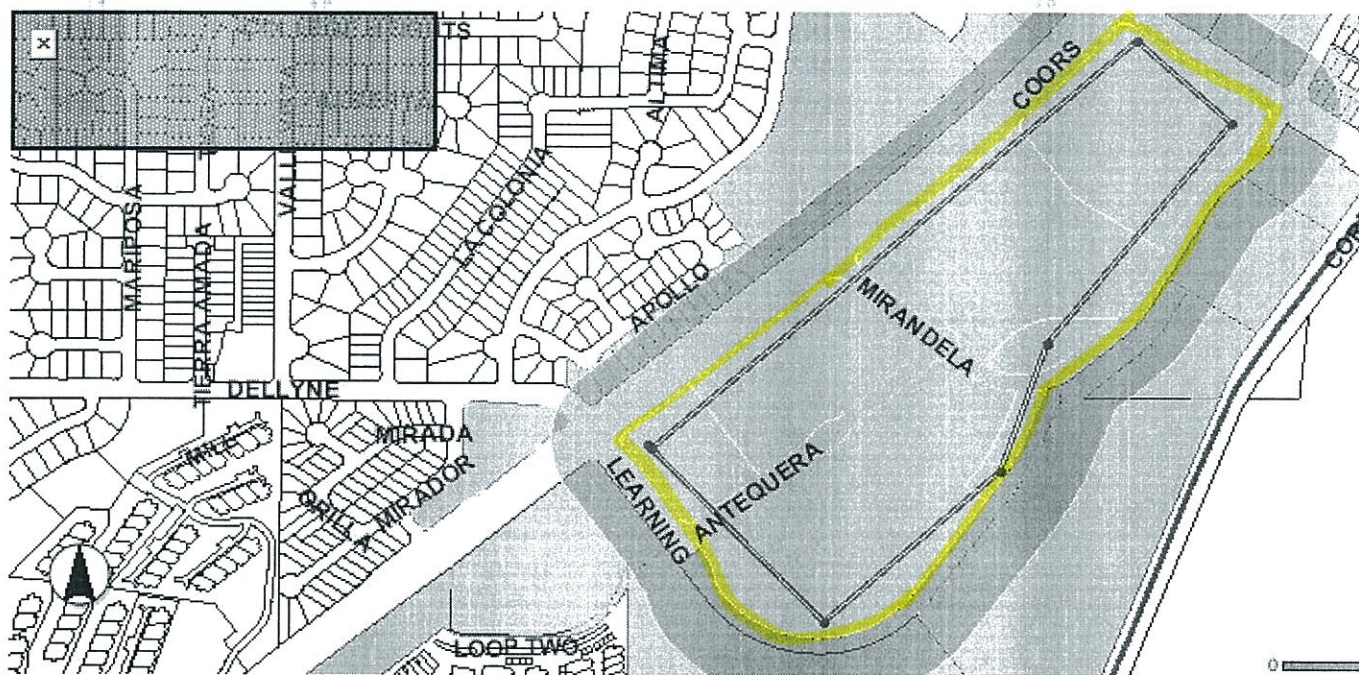 x
TS
ALTIMA
COORS
VALL
LA COLONIA
MARIPOSA
TIERRA AMADA
APOLLO
MIRANDELA
COR
DELLYNE
MIRADA
MIRADOR
LEARNING
ANTEQUERA
LOOP TWO
0